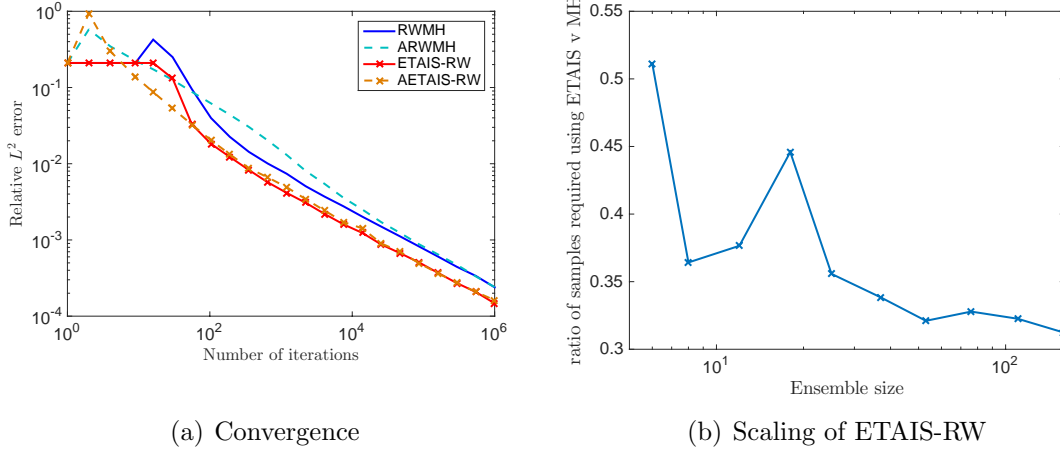 10^0
10^{-1}
10^{-2}
10^{-3}
10^{-4}
Relative L^2 error
10^0 10^2 10^4 10^6
Number of iterations
RWMH
ARWMH
ETAIS-RW
AETAIS-RW
(a) Convergence
0.55
0.5
0.45
0.4
0.35
0.3
ratio of samples required using ETAIS v MH
10^1 10^2
Ensemble size
(b) Scaling of ETAIS-RW